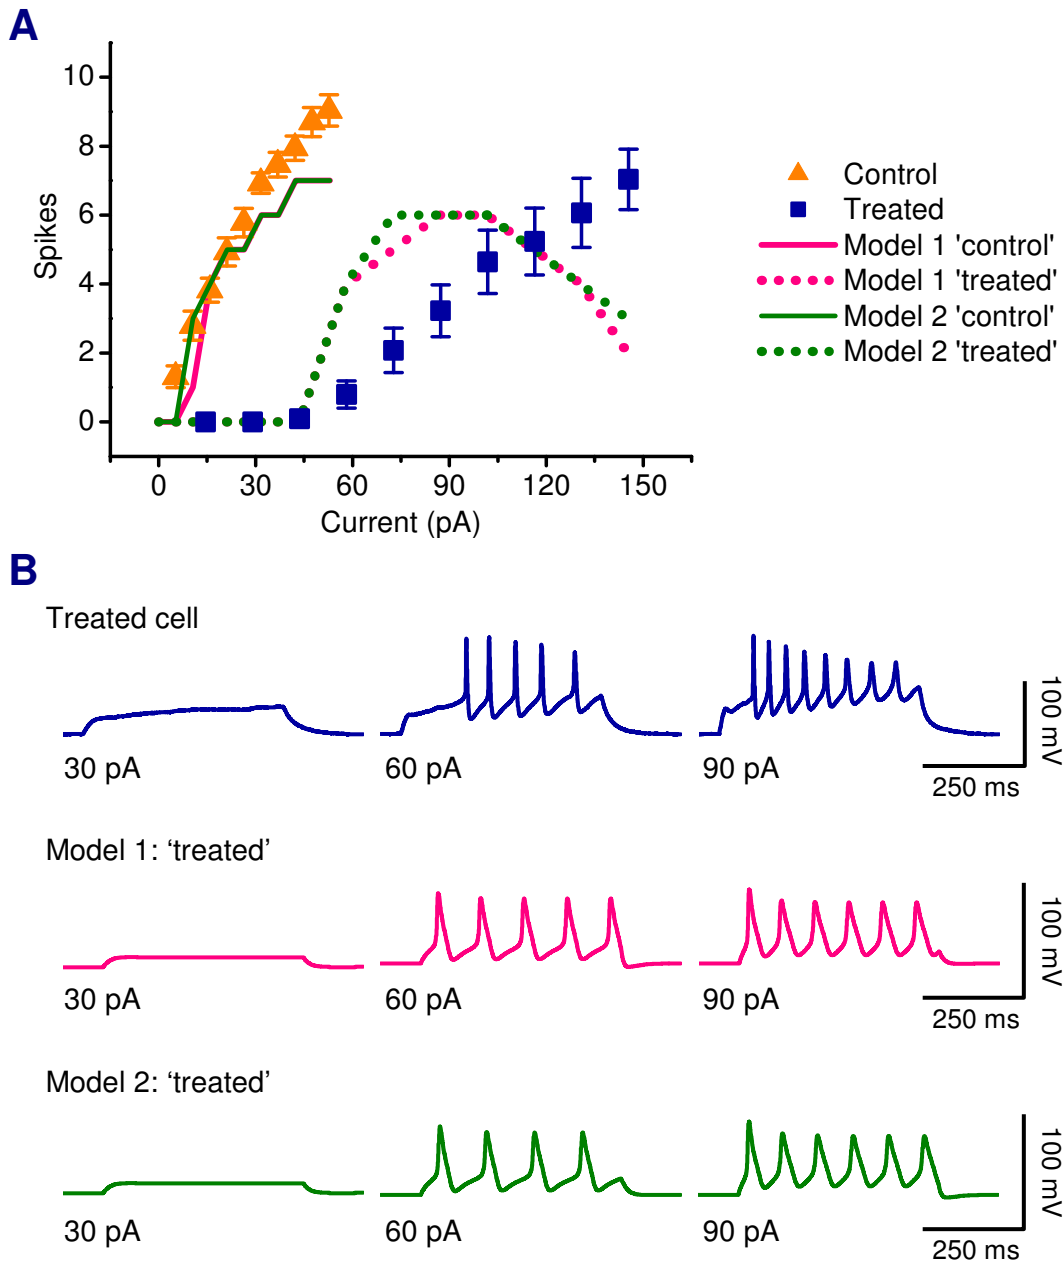 A
10
8
6
4
2
0
Spikes
0 30 60 90 120 150
Current (pA)
Control
Treated
Model 1 'control'
Model 1 'treated'
Model 2 'control'
Model 2 'treated'
B
Treated cell
30 pA 60 pA 90 pA
100 mV
250 ms
Model 1: ‘treated’
30 pA 60 pA 90 pA
100 mV
250 ms
Model 2: ‘treated’
30 pA 60 pA 90 pA
100 mV
250 ms